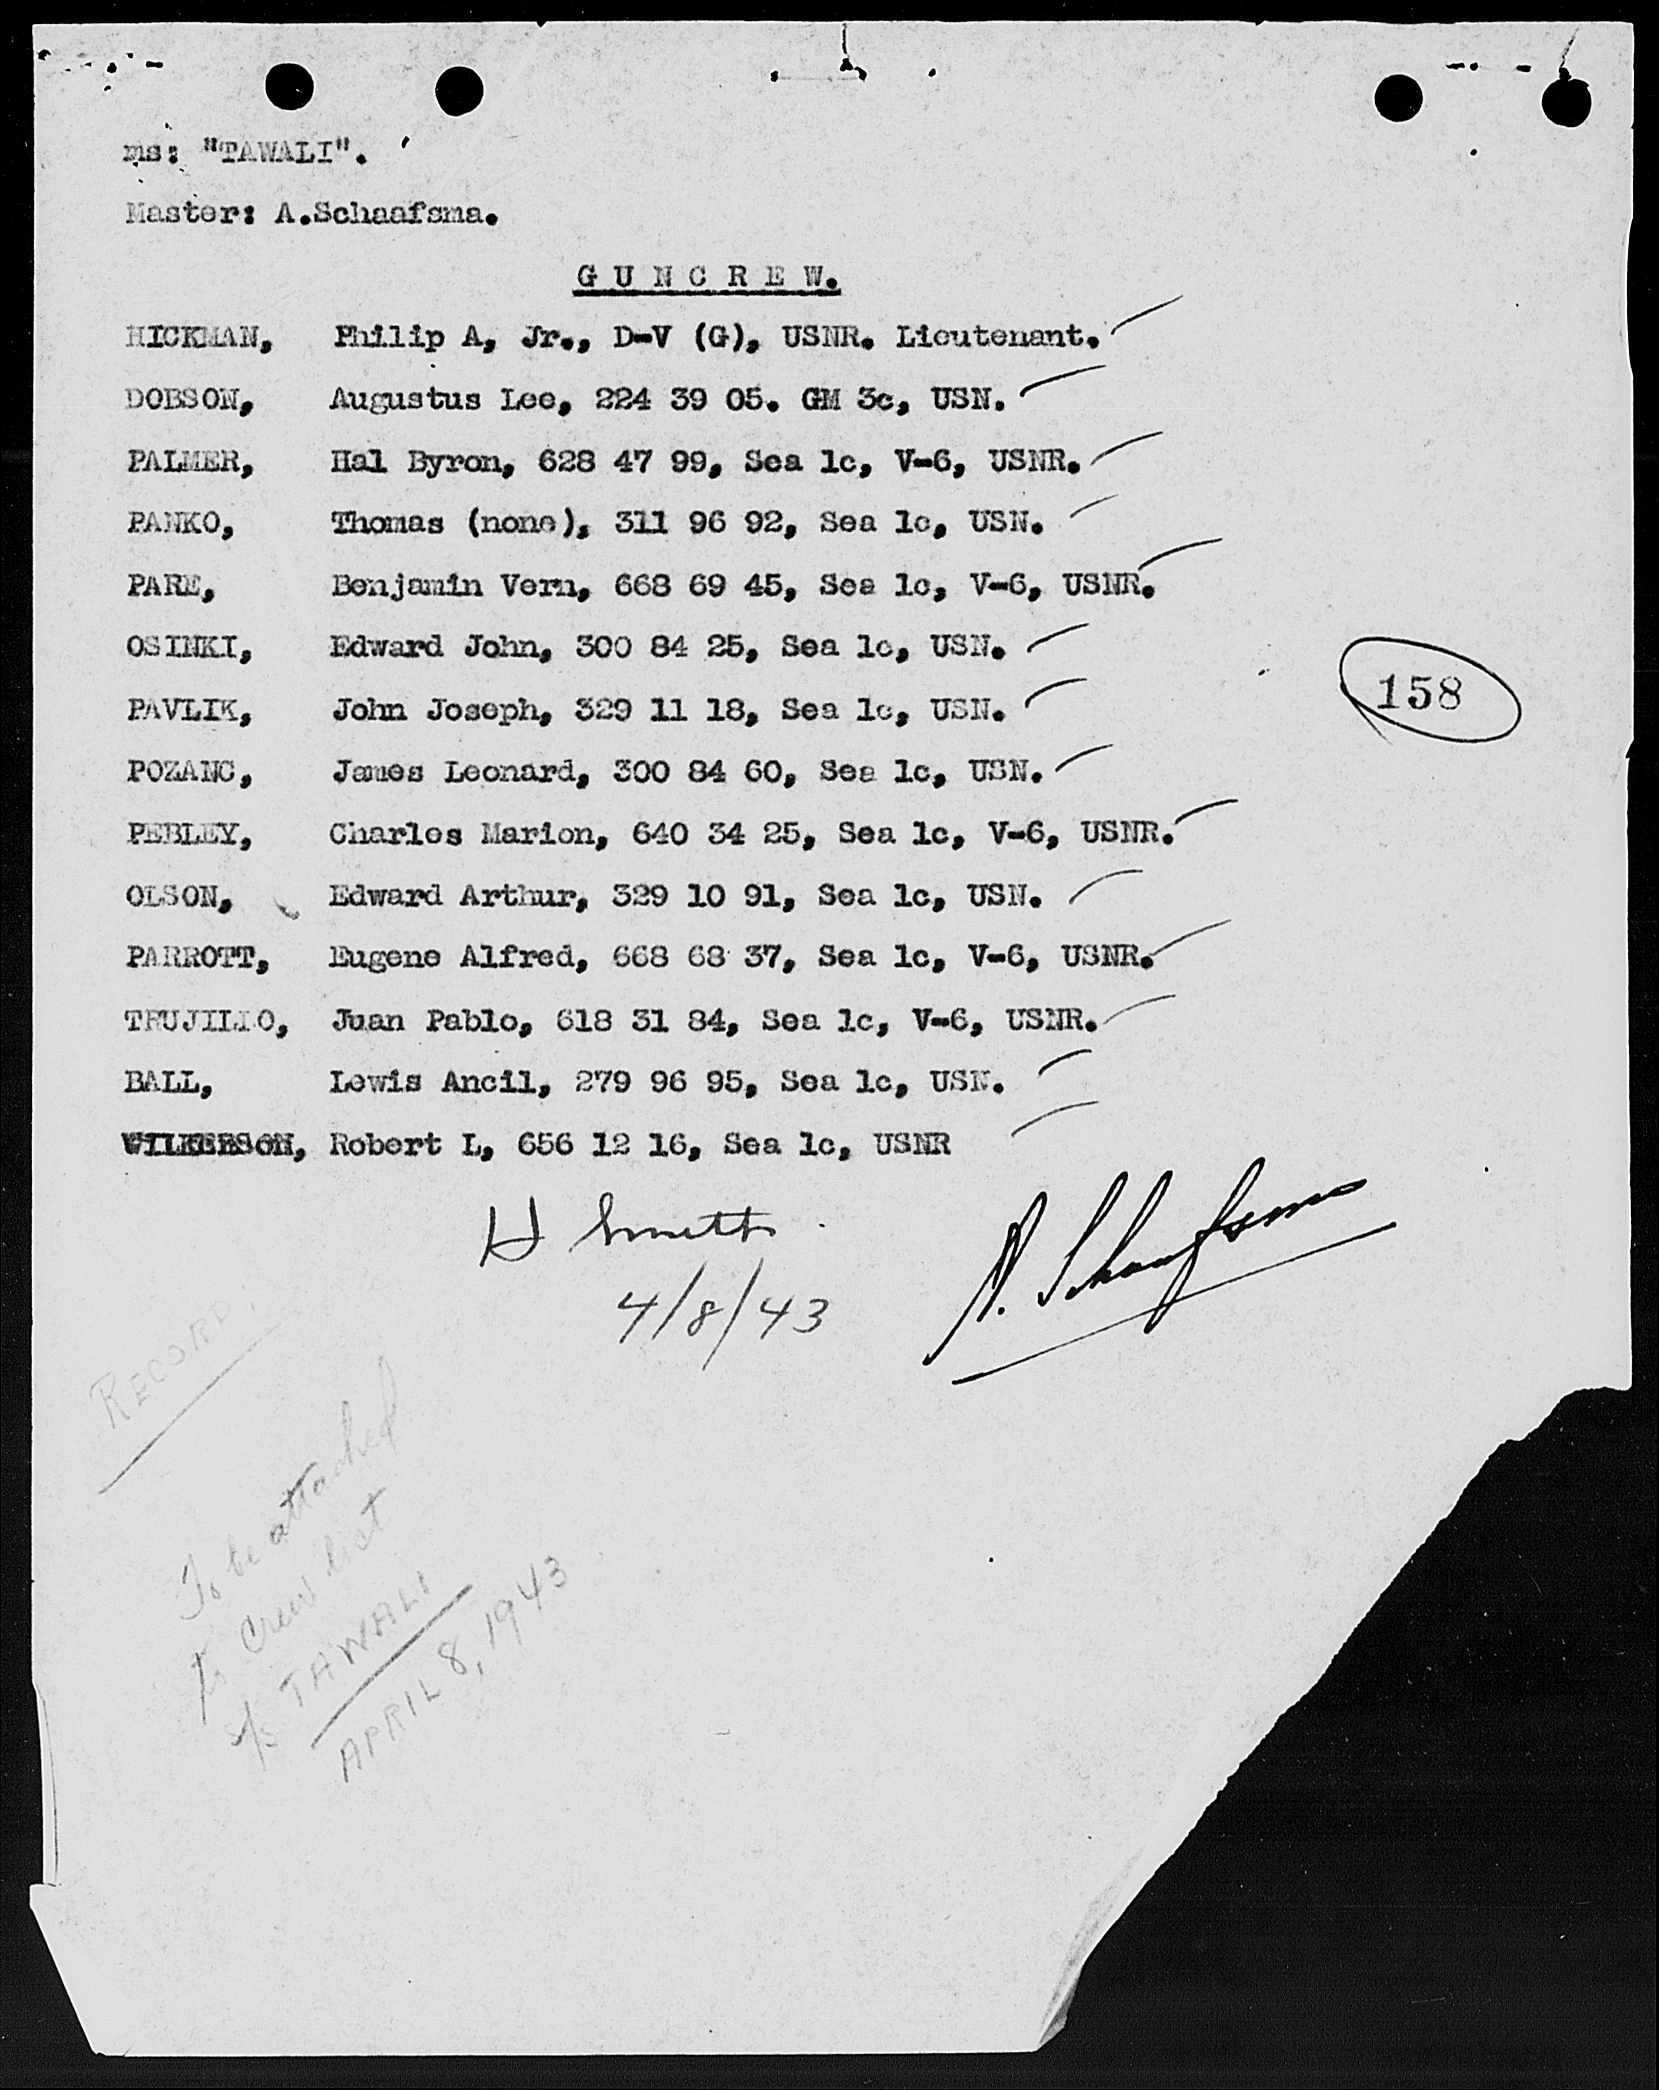 ms: "TAWALI".
Master: A.Schaafsma.
G U N C R E W.
HICKMAN, Philip A, Jr., D-V (G), USNR. Lieutenant.
DOBSON, Augustus Lee, 224 39 05. GM 3c, USN.
PALMER, Hal Byron, 628 47 99, Sea 1c, V-6, USNR.
PANKO, Thomas (none), 311 96 92, Sea 1c, USN.
PARE, Benjamin Vern, 668 69 45, Sea 1c, V-6, USNR.
OSINKI, Edward John, 300 84 25, Sea 1c, USN.
158
PAVLIK, John Joseph, 329 11 18, Sea 1c, USN.
POZANC, James Leonard, 300 84 60, Sea 1c, USN.
PEBLEY, Charles Marion, 640 34 25, Sea 1c, V-6, USNR.
OLSON, Edward Arthur, 329 10 91, Sea 1c, USN.
PARROTT, Eugene Alfred, 668 68 37, Sea 1c, V-6, USNR.
TRUJILLO, Juan Pablo, 618 31 84, Sea 1c, V-6, USNR.
BALL, Lewis Ancil, 279 96 95, Sea 1c, USN.
WILKERSON, Robert L, 656 12 16, Sea 1c, USNR
H Smith
A. Schaafsma
4/8/43
RECORD.
To be attached
to Crew list
s/s TAWALI
APRIL 8, 1943